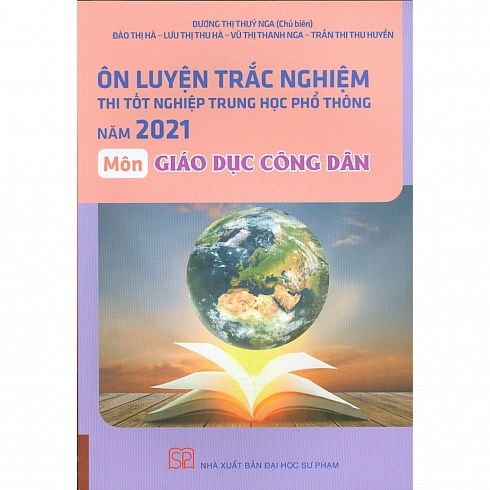 DƯƠNG THỊ THUÝ NGA (Chủ biên)
ĐÀO THỊ HÀ – LƯU THỊ THU HÀ – VŨ THỊ THANH NGA – TRẦN THỊ THU HUYỀN
ÔN LUYỆN TRẮC NGHIỆM
THI TỐT NGHIỆP TRUNG HỌC PHỔ THÔNG
NĂM 2021
Môn GIÁO DỤC CÔNG DÂN
SP
NHÀ XUẤT BẢN ĐẠI HỌC SƯ PHẠM